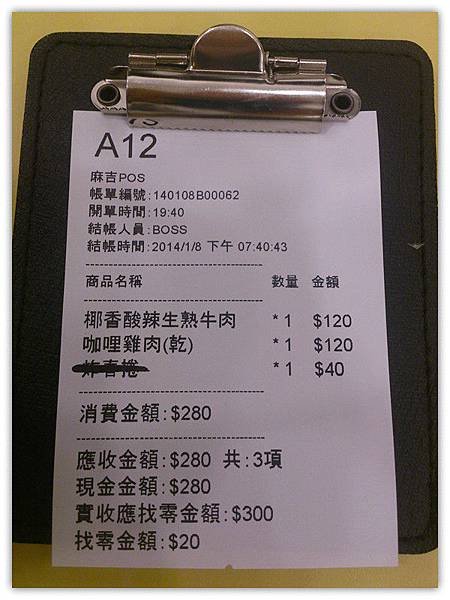 A12
麻吉POS
帳單編號:140108B00062
開單時間:19:40
結帳人員:BOSS
結帳時間:2014/1/8 下午 07:40:43
商品名稱 數量 金額
椰香酸辣生熟牛肉 *1 $120
咖哩雞肉(乾) *1 $120
炸春捲 *1 $40
消費金額:$280
應收金額:$280 共:3項
現金金額:$280
實收應找零金額:$300
找零金額:$20